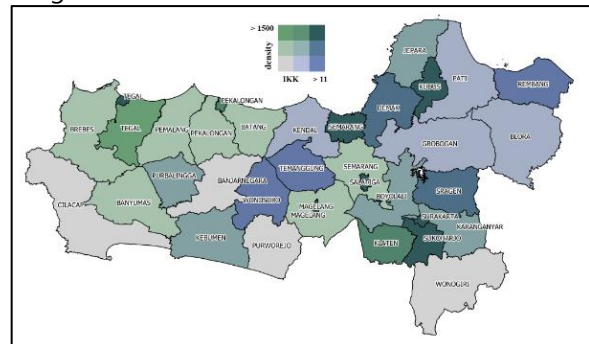 > 1500
density
IKK
> 11
JEPARA
KUDUS
PATI
REMBANG
TEGAL
PEKALONGAN
DEMAK
BREBES
TEGAL
PEMALANG
PEKALONGAN
BATANG
KENDAL
SEMARANG
GROBOGAN
BLORA
PURBALINGGA
BANJARNEGARA
TEMANGGUNG
SEMARANG
SALATIGA
CILACAP
BANYUMAS
WONOSOBO
MAGELANG
MAGELANG
BOYOLALI
SRAGEN
SURAKARTA
KEBUMEN
PURWOREJO
KLATEN
SUKOHARJO
KARANGANYAR
WONOGIRI